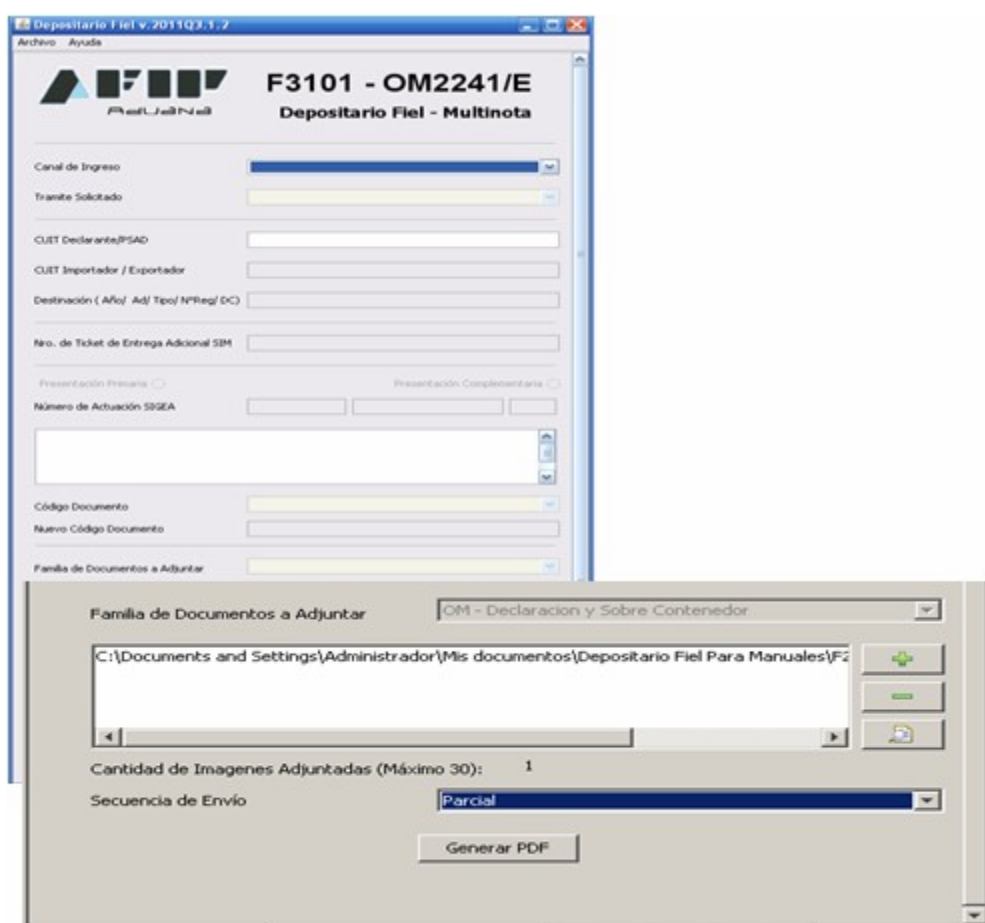 Depositario Fiel v.2011Q3.1.2
Archivo Ayuda
AFIP
ADUANA
F3101 - OM2241/E
Depositario Fiel - Multinota
Canal de Ingreso
Tramite Solicitado
CUIT Declarante/PSAD
CUIT Importador / Exportador
Destinación ( Año/ Ad/ Tipo/ NºReg/ DC)
Nro. de Ticket de Entrega Adicional SIM
Presentación Primaria Presentación Complementaria
Número de Actuación SIGEA
Código Documento
Nuevo Código Documento
Familia de Documentos a Adjuntar
Familia de Documentos a Adjuntar OM - Declaracion y Sobre Contenedor
C:\Documents and Settings\Administrador\Mis documentos\Depositario Fiel Para Manuales\F2
Cantidad de Imagenes Adjuntadas (Máximo 30): 1
Secuencia de Envío Parcial
Generar PDF